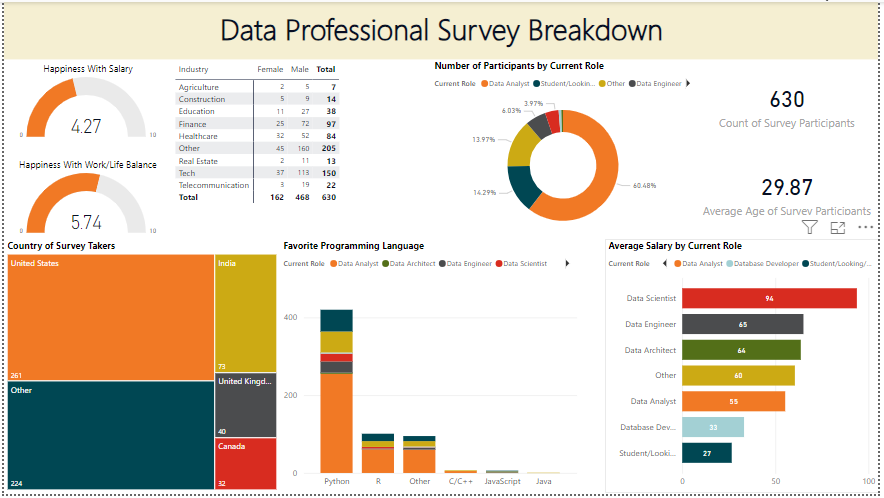 Data Professional Survey Breakdown
Happiness With Salary
4.27
0
10
Happiness With Work/Life Balance
5.74
0
10
Industry Female Male Total
Agriculture 2 5 7
Construction 5 9 14
Education 11 27 38
Finance 25 72 97
Healthcare 32 52 84
Other 45 160 205
Real Estate 2 11 13
Tech 37 113 150
Telecommunication 3 19 22
Total 162 468 630
Number of Participants by Current Role
Current Role Data Analyst Student/Lookin... Other Data Engineer
3.97%
6.03%
13.97%
14.29%
60.48%
630
Count of Survey Participants
29.87
Average Age of Survey Participants
Country of Survey Takers
United States
261
Other
224
India
73
United Kingd...
40
Canada
32
Favorite Programming Language
Current Role Data Analyst Data Architect Data Engineer Data Scientist
400
200
0
Python R Other C/C++ JavaScript Java
Average Salary by Current Role
Current Role Data Analyst Database Developer Student/Looking/...
Data Scientist 94
Data Engineer 65
Data Architect 64
Other 60
Data Analyst 55
Database Dev... 33
Student/Looki... 27
0 50 100